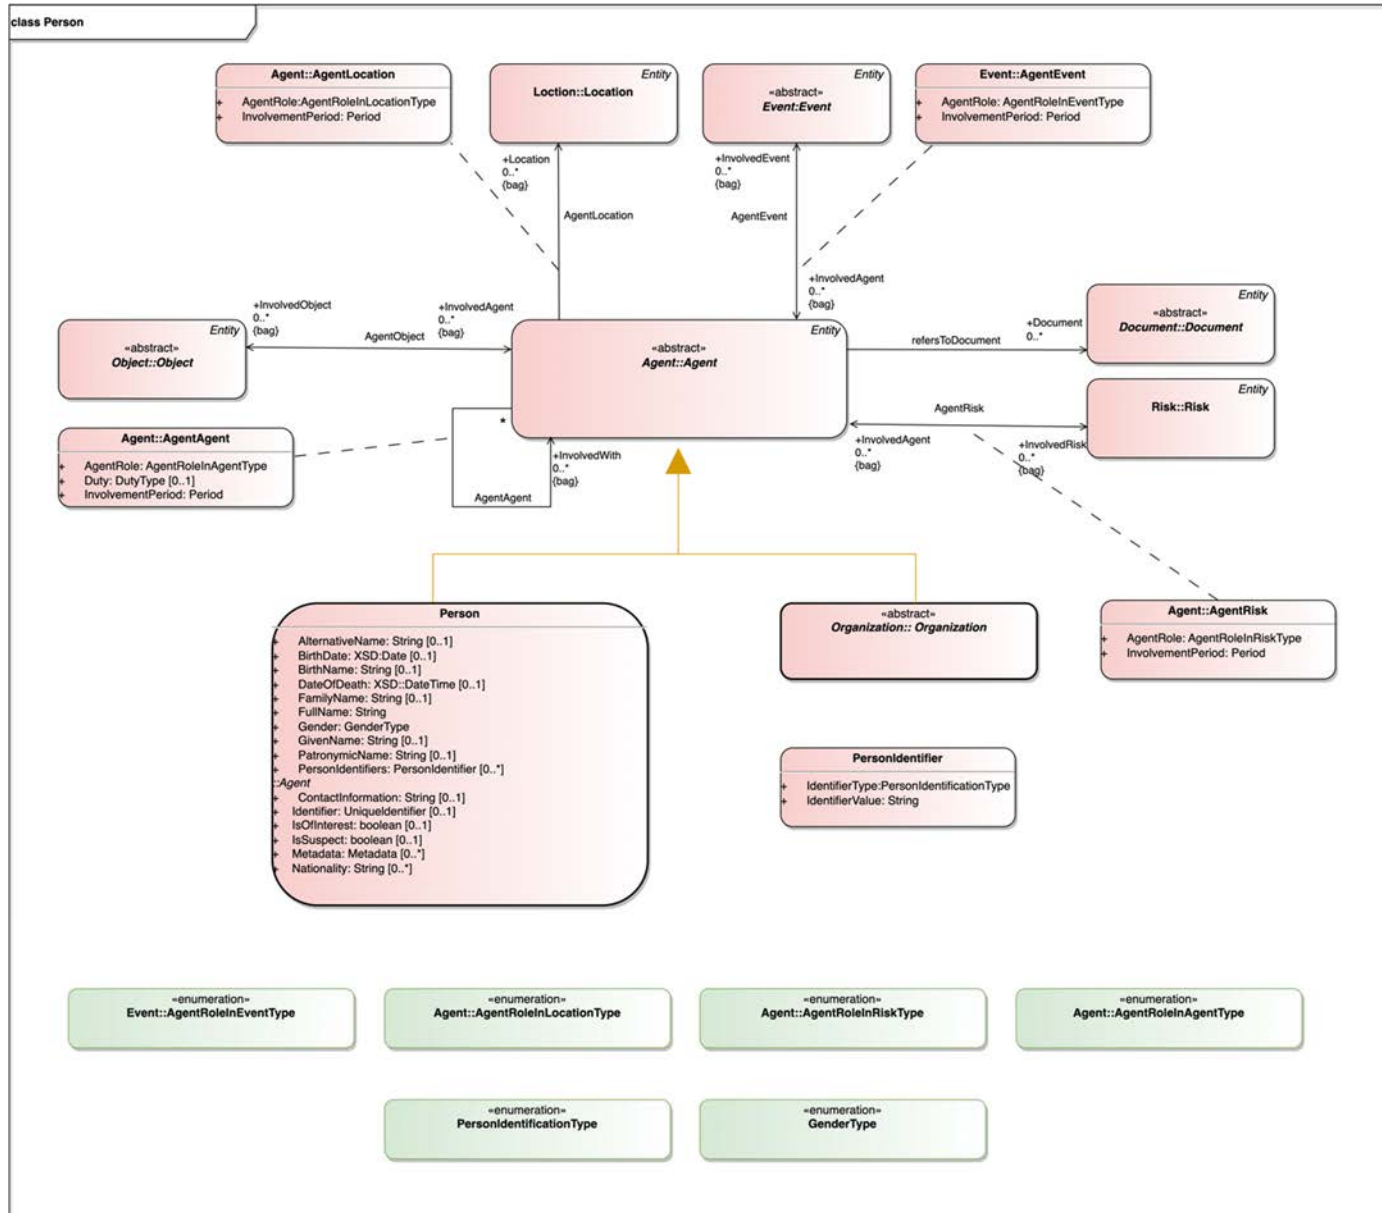 class Person
Agent::AgentLocation
+ AgentRole:AgentRoleInLocationType
+ InvolvementPeriod: Period
Entity
Loction::Location
Entity
«abstract»
Event:Event
Event::AgentEvent
+ AgentRole: AgentRoleInEventType
+ InvolvementPeriod: Period
+Location
0..*
{bag}
AgentLocation
+InvolvedEvent
0..*
{bag}
AgentEvent
+InvolvedAgent
0..*
{bag}
Entity
«abstract»
Object::Object
+InvolvedObject
0..*
{bag}
AgentObject
+InvolvedAgent
0..*
{bag}
Entity
«abstract»
Agent::Agent
refersToDocument
+Document
0..*
Entity
«abstract»
Document::Document
Entity
Risk::Risk
AgentRisk
+InvolvedAgent
0..*
{bag}
+InvolvedRisk
0..*
{bag}
Agent::AgentAgent
+ AgentRole: AgentRoleInAgentType
+ Duty: DutyType [0..1]
+ InvolvementPeriod: Period
*
+InvolvedWith
0..*
{bag}
AgentAgent
Person
+ AlternativeName: String [0..1]
+ BirthDate: XSD:Date [0..1]
+ BirthName: String [0..1]
+ DateOfDeath: XSD::DateTime [0..1]
+ FamilyName: String [0..1]
+ FullName: String
+ Gender: GenderType
+ GivenName: String [0..1]
+ PatronymicName: String [0..1]
+ PersonIdentifiers: PersonIdentifier [0..*]
::Agent
+ ContactInformation: String [0..1]
+ Identifier: UniqueIdentifier [0..1]
+ IsOfInterest: boolean [0..1]
+ IsSuspect: boolean [0..1]
+ Metadata: Metadata [0..*]
+ Nationality: String [0..*]
«abstract»
Organization:: Organization
Agent::AgentRisk
+ AgentRole: AgentRoleInRiskType
+ InvolvementPeriod: Period
PersonIdentifier
+ IdentifierType:PersonIdentificationType
+ IdentifierValue: String
«enumeration»
Event::AgentRoleInEventType
«enumeration»
Agent::AgentRoleInLocationType
«enumeration»
Agent::AgentRoleInRiskType
«enumeration»
Agent::AgentRoleInAgentType
«enumeration»
PersonIdentificationType
«enumeration»
GenderType